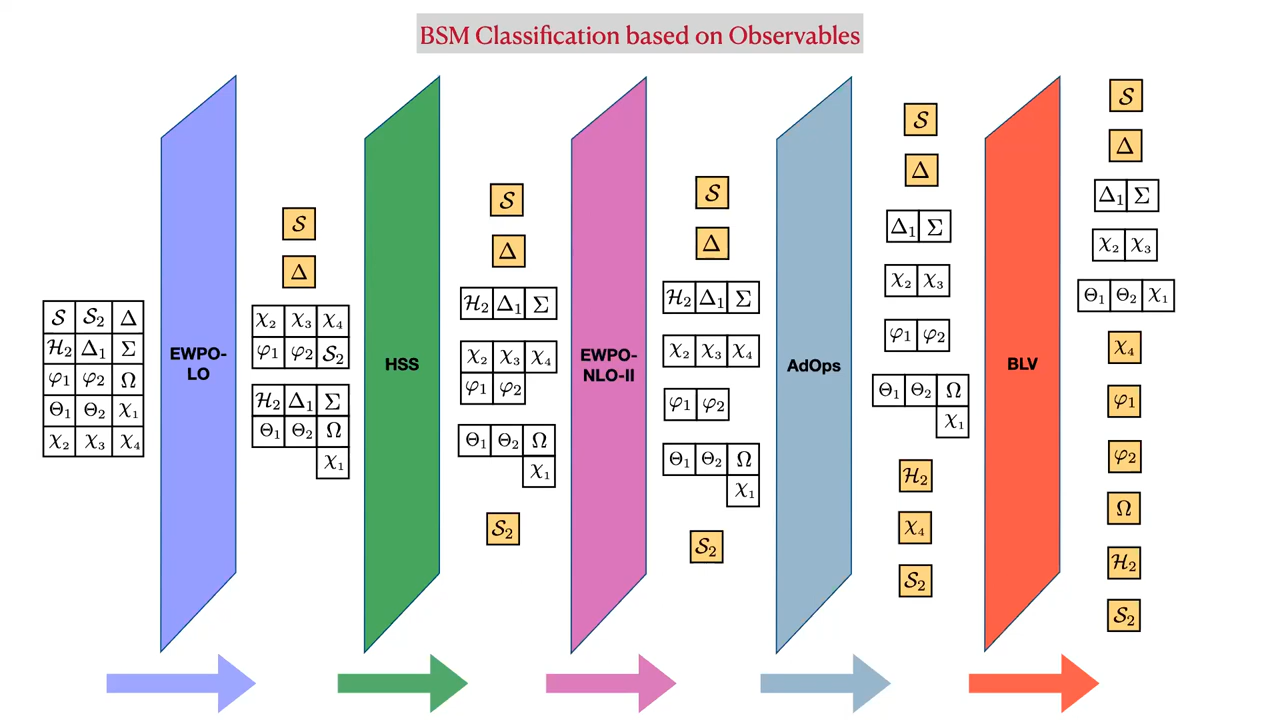 BSM Classification based on Observables
𝒮 𝒮₂ Δ
ℋ₂ Δ₁ Σ
φ₁ φ₂ Ω
Θ₁ Θ₂ χ₁
χ₂ χ₃ χ₄
EWPO-
LO
𝒮
Δ
χ₂ χ₃ χ₄
φ₁ φ₂ 𝒮₂
ℋ₂ Δ₁ Σ
Θ₁ Θ₂ Ω
χ₁
HSS
𝒮
Δ
ℋ₂ Δ₁ Σ
χ₂ χ₃ χ₄
φ₁ φ₂
Θ₁ Θ₂ Ω
χ₁
𝒮₂
EWPO-
NLO-II
𝒮
Δ
ℋ₂ Δ₁ Σ
χ₂ χ₃ χ₄
φ₁ φ₂
Θ₁ Θ₂ Ω
χ₁
𝒮₂
AdOps
𝒮
Δ
Δ₁ Σ
χ₂ χ₃
φ₁ φ₂
Θ₁ Θ₂ Ω
χ₁
ℋ₂
χ₄
𝒮₂
BLV
𝒮
Δ
Δ₁ Σ
χ₂ χ₃
Θ₁ Θ₂ χ₁
χ₄
φ₁
φ₂
Ω
ℋ₂
𝒮₂